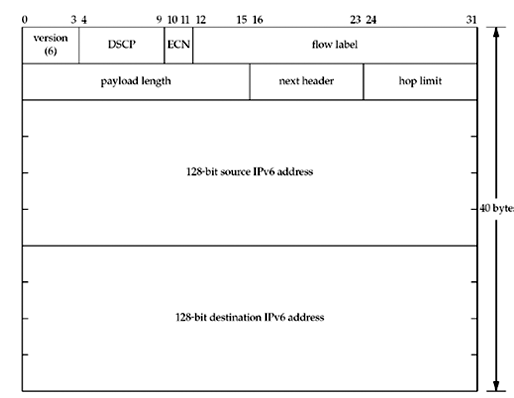 0 3 4 9 10 11 12 15 16 23 24 31
version
(6)
DSCP
ECN
flow label
payload length
next header
hop limit
128-bit source IPv6 address
40 byte
128-bit destination IPv6 address